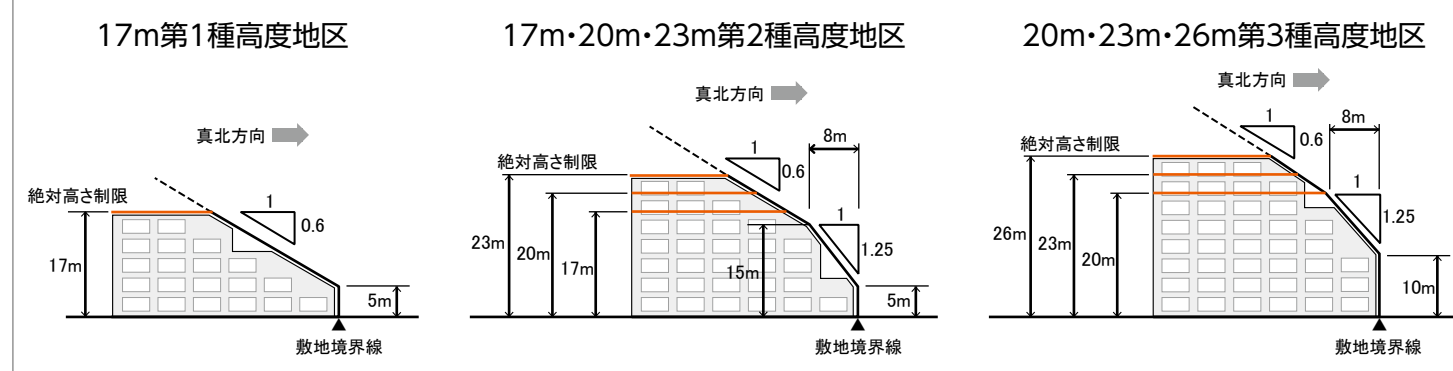 17m第1種高度地区
真北方向
絶対高さ制限
1
0.6
17m
5m
敷地境界線
17m・20m・23m第2種高度地区
真北方向
8m
絶対高さ制限
1
0.6
1
1.25
23m
20m
17m
15m
5m
敷地境界線
20m・23m・26m第3種高度地区
真北方向
8m
絶対高さ制限
1
0.6
1
1.25
26m
23m
20m
10m
敷地境界線